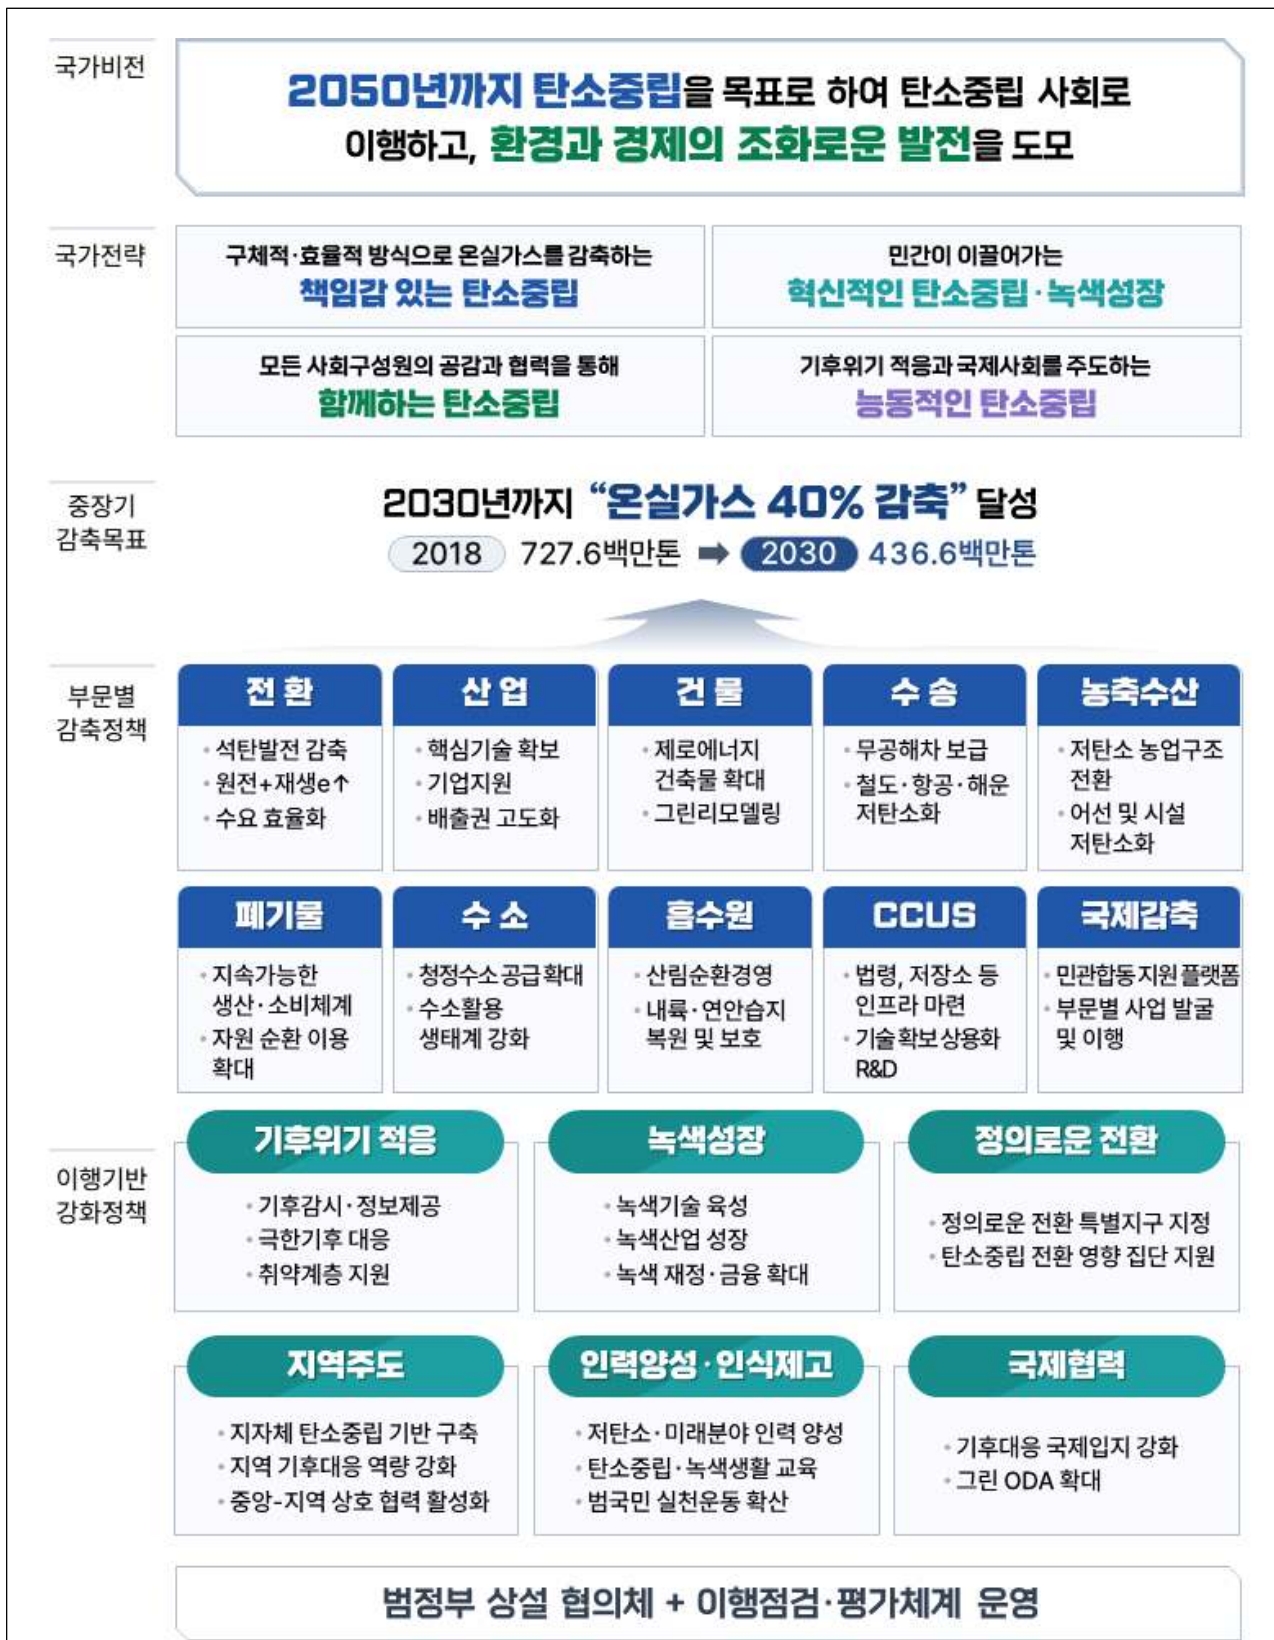 국가비전
2050년까지 탄소중립을 목표로 하여 탄소중립 사회로
이행하고, 환경과 경제의 조화로운 발전을 도모
국가전략
구체적·효율적 방식으로 온실가스를 감축하는
책임감 있는 탄소중립
민간이 이끌어가는
혁신적인 탄소중립·녹색성장
모든 사회구성원의 공감과 협력을 통해
함께하는 탄소중립
기후위기 적응과 국제사회를 주도하는
능동적인 탄소중립
중장기
감축목표
2030년까지 “온실가스 40% 감축” 달성
2018 727.6백만톤 ➡ 2030 436.6백만톤
부문별
감축정책
전 환
• 석탄발전 감축
• 원전+재생e↑
• 수요 효율화
산 업
• 핵심기술 확보
• 기업지원
• 배출권 고도화
건 물
• 제로에너지
건축물 확대
• 그린리모델링
수 송
• 무공해차 보급
• 철도·항공·해운
저탄소화
농축수산
• 저탄소 농업구조
전환
• 어선 및 시설
저탄소화
폐기물
• 지속가능한
생산·소비체계
• 자원 순환 이용
확대
수 소
• 청정수소 공급 확대
• 수소활용
생태계 강화
흡수원
• 산림순환경영
• 내륙·연안습지
복원 및 보호
CCUS
• 법령, 저장소 등
인프라 마련
• 기술 확보 상용화
R&D
국제감축
• 민관합동 지원 플랫폼
• 부문별 사업 발굴
및 이행
이행기반
강화정책
기후위기 적응
• 기후감시·정보제공
• 극한기후 대응
• 취약계층 지원
녹색성장
• 녹색기술 육성
• 녹색산업 성장
• 녹색 재정·금융 확대
정의로운 전환
• 정의로운 전환 특별지구 지정
• 탄소중립 전환 영향 집단 지원
지역주도
• 지자체 탄소중립 기반 구축
• 지역 기후대응 역량 강화
• 중앙-지역 상호 협력 활성화
인력양성·인식제고
• 저탄소·미래분야 인력 양성
• 탄소중립·녹색생활 교육
• 범국민 실천운동 확산
국제협력
• 기후대응 국제입지 강화
• 그린 ODA 확대
범정부 상설 협의체 + 이행점검·평가체계 운영